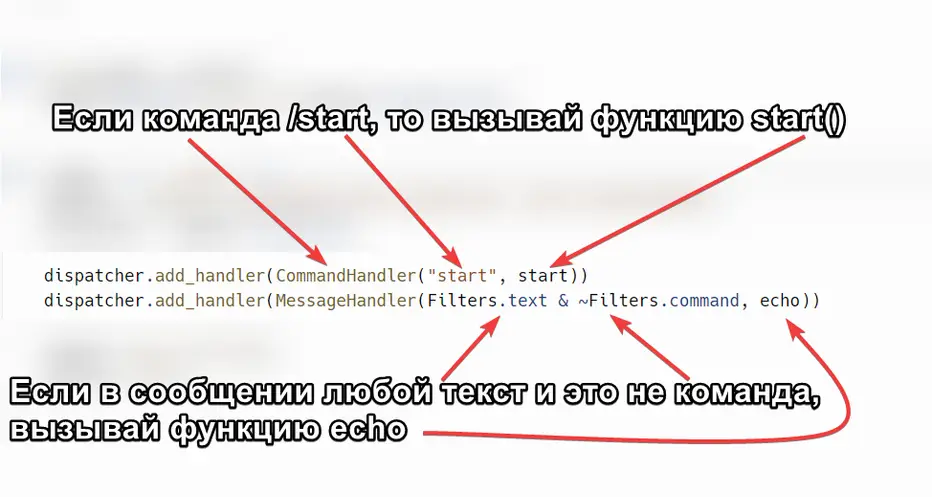 Если команда /start, то вызывай функцию start()
dispatcher.add_handler(CommandHandler("start", start))
dispatcher.add_handler(MessageHandler(Filters.text & ~Filters.command, echo))
Если в сообщении любой текст и это не команда,
вызывай функцию echo